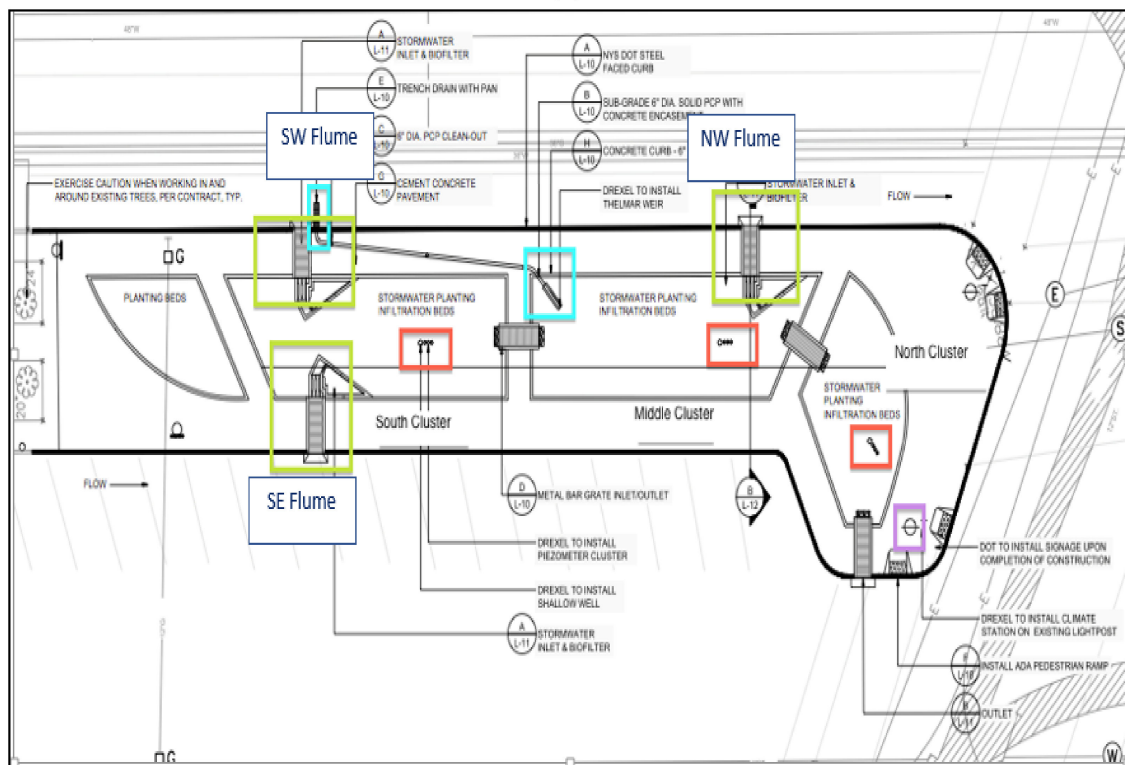 48"W
48"W
A
L-11
STORMWATER
INLET & BIOFILTER
A
L-10
NYS DOT STEEL
FACED CURB
E
L-10
TRENCH DRAIN WITH PAN
B
L-10
SUB-GRADE 6" DIA. SOLID PCP WITH
CONCRETE ENCASEMENT
SW Flume
NW Flume
C
L-10
6" DIA. PCP CLEAN-OUT
H
L-10
CONCRETE CURB - 6"
EXERCISE CAUTION WHEN WORKING IN AND
AROUND EXISTING TREES, PER CONTRACT, TYP.
G
L-10
CEMENT CONCRETE
PAVEMENT
DREXEL TO INSTALL
THELMAR WEIR
STORMWATER INLET &
BIOFILTER
FLOW
G
24"
PLANTING BEDS
STORMWATER PLANTING
INFILTRATION BEDS
STORMWATER PLANTING
INFILTRATION BEDS
E
S
North Cluster
20"
STORMWATER
PLANTING
INFILTRATION BEDS
South Cluster
Middle Cluster
12"ST.
FLOW
SE Flume
D
L-10
METAL BAR GRATE INLET/OUTLET
B
L-12
DREXEL TO INSTALL
PIEZOMETER CLUSTER
DOT TO INSTALL SIGNAGE UPON
COMPLETION OF CONSTRUCTION
DREXEL TO INSTALL
SHALLOW WELL
DREXEL TO INSTALL CLIMATE
STATION ON EXISTING LIGHTPOST
A
L-11
STORMWATER
INLET & BIOFILTER
F
L-10
INSTALL ADA PEDESTRIAN RAMP
B
L-11
OUTLET
G
W